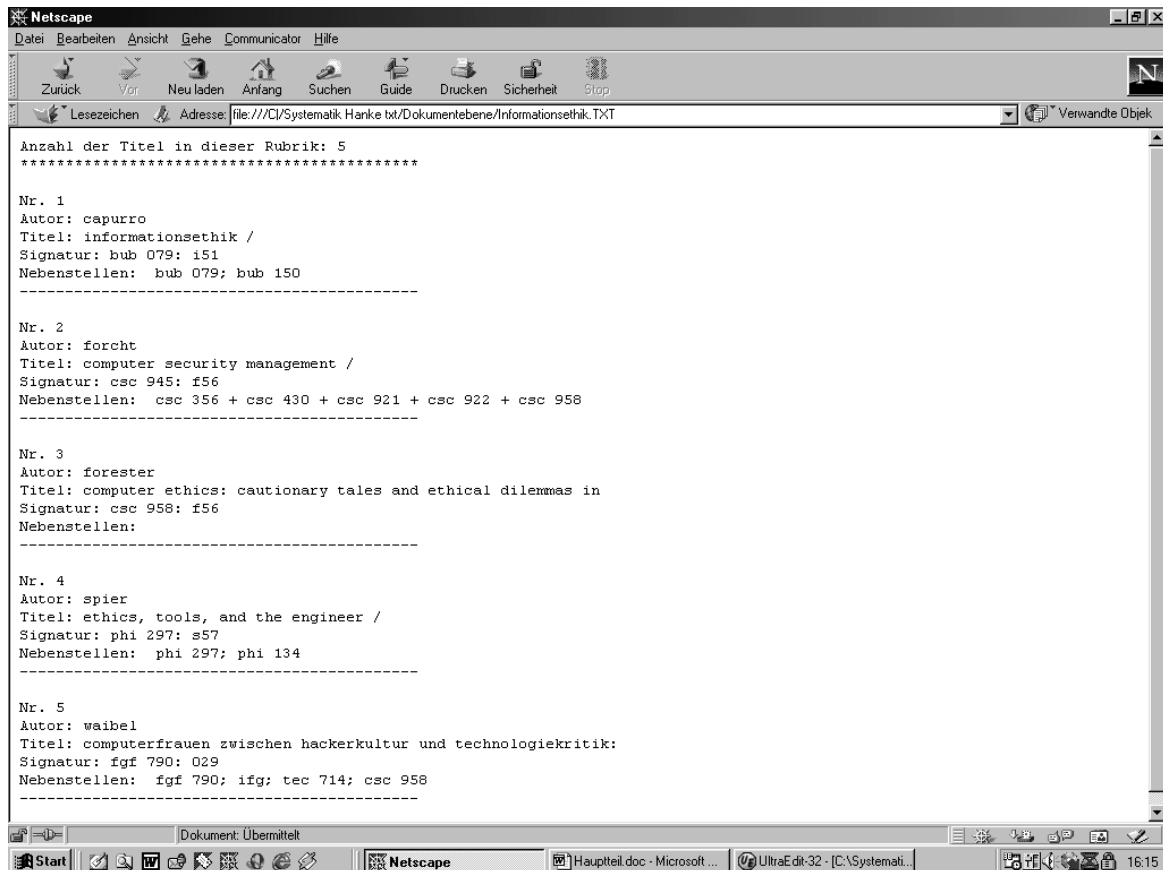 Netscape
Datei Bearbeiten Ansicht Gehe Communicator Hilfe
Zurück Vor Neu laden Anfang Suchen Guide Drucken Sicherheit Stop
N
Lesezeichen Adresse: file:///C|/Systematik Hanke txt/Dokumentebene/Informationsethik.TXT Verwandte Objek
Anzahl der Titel in dieser Rubrik: 5
********************************************
Nr. 1
Autor: capurro
Titel: informationsethik /
Signatur: bub 079: i51
Nebenstellen:  bub 079; bub 150
--------------------------------------------
Nr. 2
Autor: forcht
Titel: computer security management /
Signatur: csc 945: f56
Nebenstellen:  csc 356 + csc 430 + csc 921 + csc 922 + csc 958
--------------------------------------------
Nr. 3
Autor: forester
Titel: computer ethics: cautionary tales and ethical dilemmas in
Signatur: csc 958: f56
Nebenstellen:
--------------------------------------------
Nr. 4
Autor: spier
Titel: ethics, tools, and the engineer /
Signatur: phi 297: s57
Nebenstellen:  phi 297; phi 134
--------------------------------------------
Nr. 5
Autor: waibel
Titel: computerfrauen zwischen hackerkultur und technologiekritik:
Signatur: fgf 790: 029
Nebenstellen:  fgf 790; ifg; tec 714; csc 958
--------------------------------------------
Dokument: Übermittelt
Start Netscape Hauptteil.doc - Microsoft ... UltraEdit-32 - [C:\Systemati... 16:15